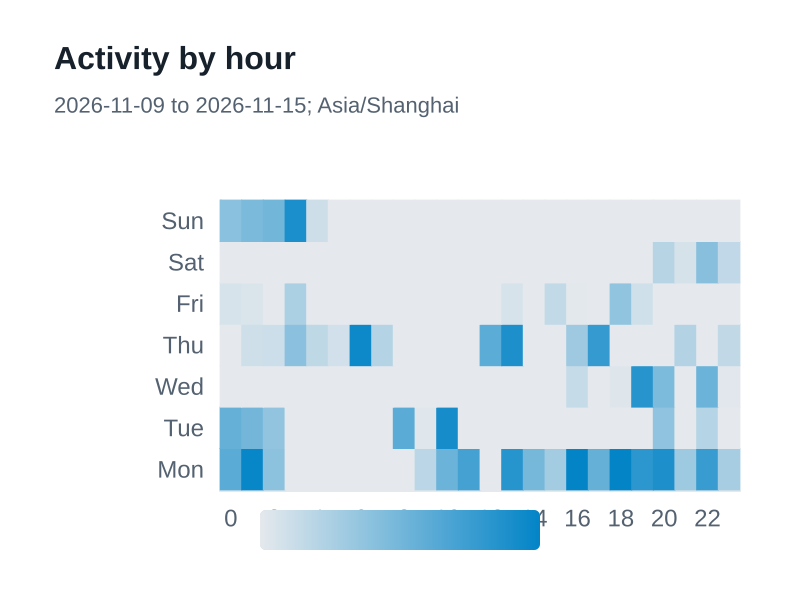 Activity by hour
2026-11-09 to 2026-11-15; Asia/Shanghai
Sun
Sat
Fri
Thu
Wed
Tue
Mon
0 16 18 20 22